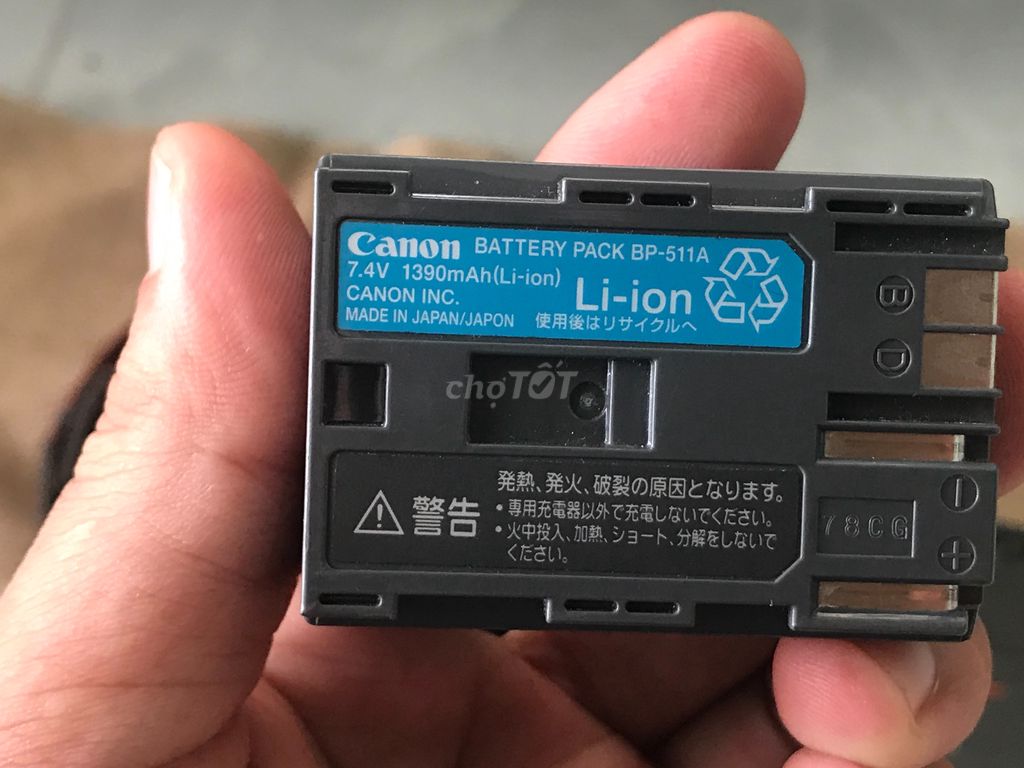 Canon BATTERY PACK BP-511A
7.4V 1390mAh(Li-ion)
CANON INC.
Li-ion
MADE IN JAPAN/JAPON 使用後はリサイクルへ
B
D
chợTỐT
警告
発熱、発火、破裂の原因となります。
•専用充電器以外で充電しないでください。
•火中投入、加熱、ショート、分解をしないで
ください。
78CG